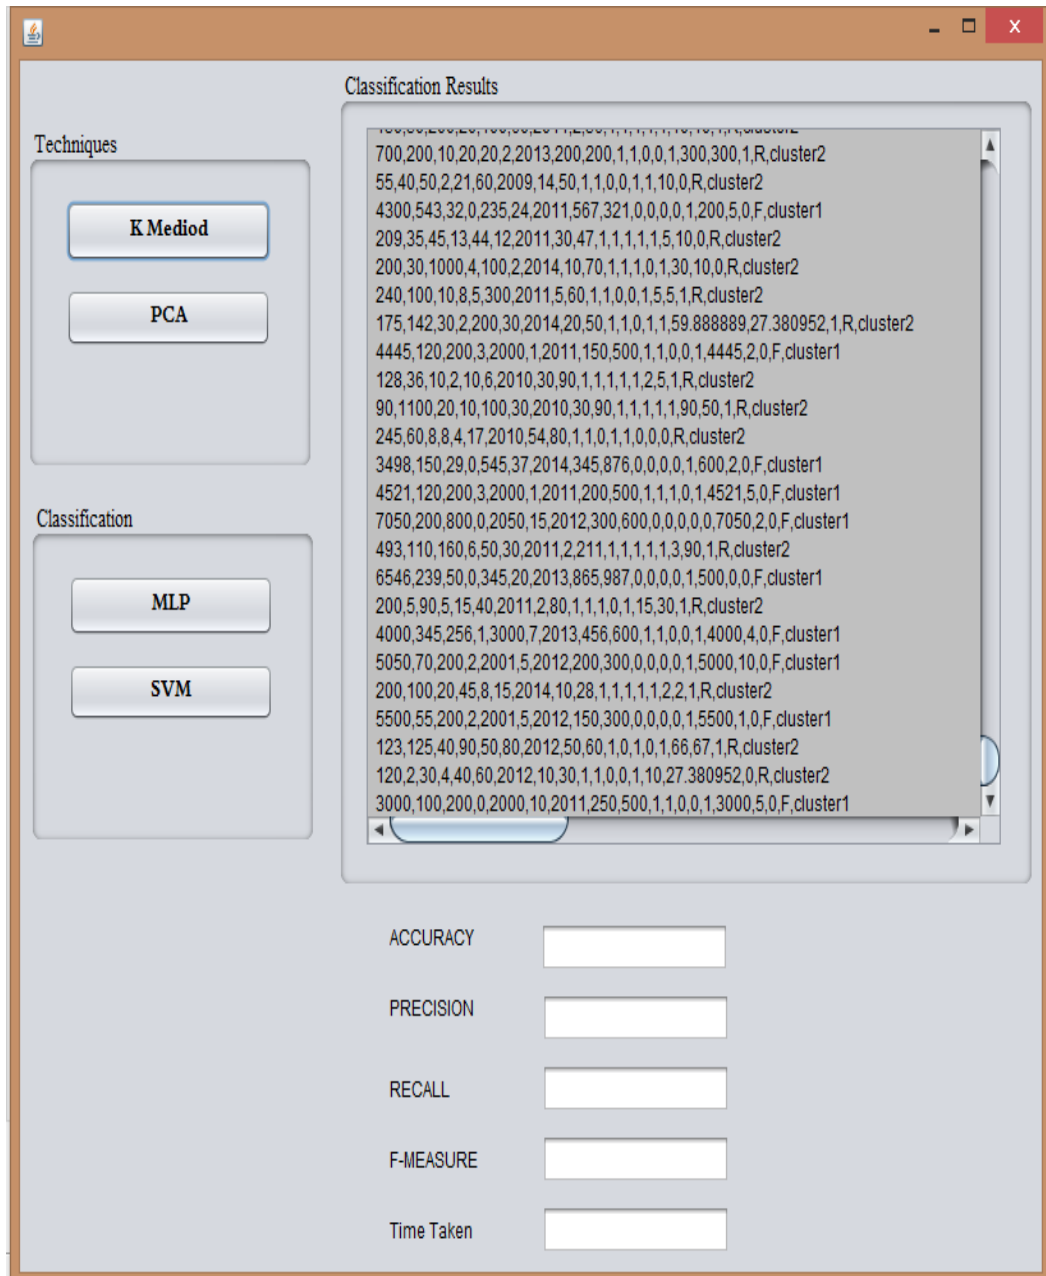 Classification Results
Techniques
K Mediod
PCA
Classification
MLP
SVM
700,200,10,20,20,2,2013,200,200,1,1,0,0,1,300,300,1,R,cluster2
55,40,50,2,21,60,2009,14,50,1,1,0,0,1,1,10,0,R,cluster2
4300,543,32,0,235,24,2011,567,321,0,0,0,0,1,200,5,0,F,cluster1
209,35,45,13,44,12,2011,30,47,1,1,1,1,1,5,10,0,R,cluster2
200,30,1000,4,100,2,2014,10,70,1,1,1,0,1,30,10,0,R,cluster2
240,100,10,8,5,300,2011,5,60,1,1,0,0,1,5,5,1,R,cluster2
175,142,30,2,200,30,2014,20,50,1,1,0,1,1,59.888889,27.380952,1,R,cluster2
4445,120,200,3,2000,1,2011,150,500,1,1,0,0,1,4445,2,0,F,cluster1
128,36,10,2,10,6,2010,30,90,1,1,1,1,1,2,5,1,R,cluster2
90,1100,20,10,100,30,2010,30,90,1,1,1,1,1,90,50,1,R,cluster2
245,60,8,8,4,17,2010,54,80,1,1,0,1,1,0,0,0,R,cluster2
3498,150,29,0,545,37,2014,345,876,0,0,0,0,1,600,2,0,F,cluster1
4521,120,200,3,2000,1,2011,200,500,1,1,1,0,1,4521,5,0,F,cluster1
7050,200,800,0,2050,15,2012,300,600,0,0,0,0,0,7050,2,0,F,cluster1
493,110,160,6,50,30,2011,2,211,1,1,1,1,1,3,90,1,R,cluster2
6546,239,50,0,345,20,2013,865,987,0,0,0,0,1,500,0,0,F,cluster1
200,5,90,5,15,40,2011,2,80,1,1,1,0,1,15,30,1,R,cluster2
4000,345,256,1,3000,7,2013,456,600,1,1,0,0,1,4000,4,0,F,cluster1
5050,70,200,2,2001,5,2012,200,300,0,0,0,0,1,5000,10,0,F,cluster1
200,100,20,45,8,15,2014,10,28,1,1,1,1,1,2,2,1,R,cluster2
5500,55,200,2,2001,5,2012,150,300,0,0,0,0,1,5500,1,0,F,cluster1
123,125,40,90,50,80,2012,50,60,1,0,1,0,1,66,67,1,R,cluster2
120,2,30,4,40,60,2012,10,30,1,1,0,0,1,10,27.380952,0,R,cluster2
3000,100,200,0,2000,10,2011,250,500,1,1,0,0,1,3000,5,0,F,cluster1
ACCURACY
PRECISION
RECALL
F-MEASURE
Time Taken